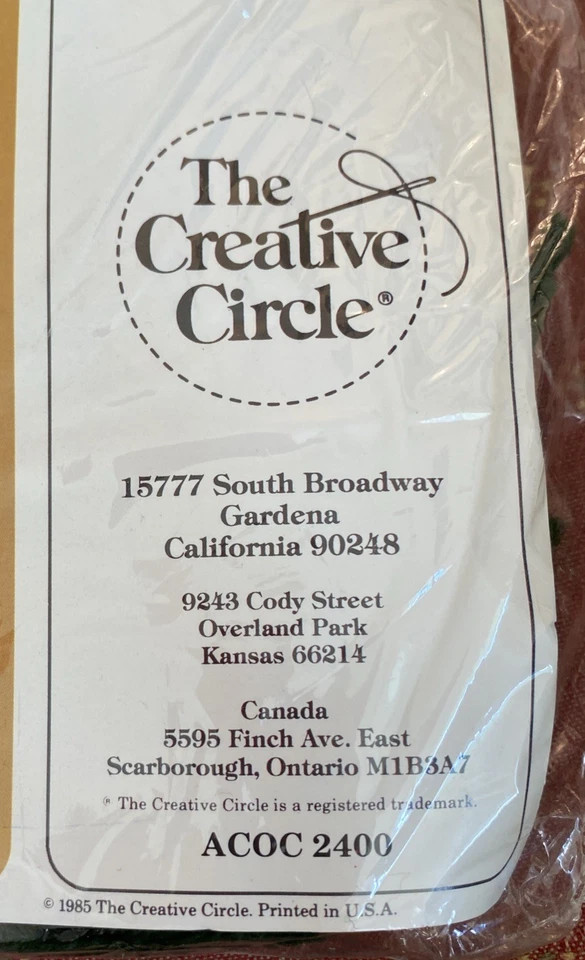 The
Creative
Circle®
15777 South Broadway
Gardena
California 90248
9243 Cody Street
Overland Park
Kansas 66214
Canada
5595 Finch Ave. East
Scarborough, Ontario M1B3A7
® The Creative Circle is a registered trademark.
ACOC 2400
© 1985 The Creative Circle. Printed in U.S.A.